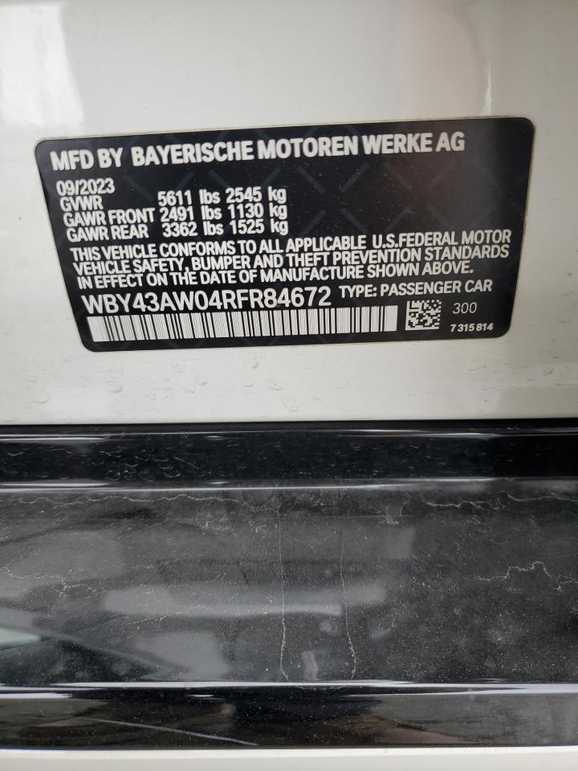 MFD BY BAYERISCHE MOTOREN WERKE AG
09/2023
GVWR 5611 lbs 2545 kg
GAWR FRONT 2491 lbs 1130 kg
GAWR REAR 3362 lbs 1525 kg
THIS VEHICLE CONFORMS TO ALL APPLICABLE U.S.FEDERAL MOTOR
VEHICLE SAFETY, BUMPER AND THEFT PREVENTION STANDARDS
IN EFFECT ON THE DATE OF MANUFACTURE SHOWN ABOVE.
WBY43AW04RFR84672 TYPE: PASSENGER CAR
300
7 315 814